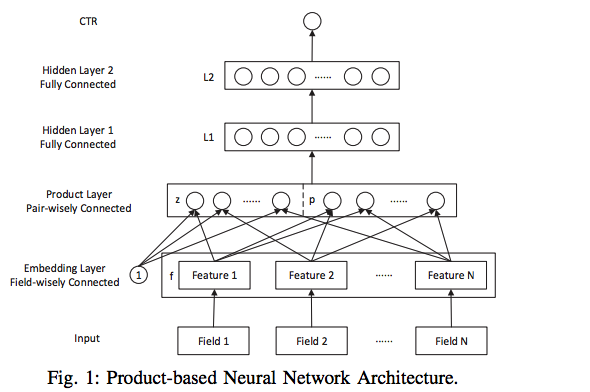 CTR
Hidden Layer 2
Fully Connected
L2
......
Hidden Layer 1
Fully Connected
L1
......
Product Layer
Pair-wisely Connected
z
......
p
......
Embedding Layer
Field-wisely Connected
1
f
Feature 1
Feature 2
......
Feature N
Input
Field 1
Field 2
......
Field N
Fig. 1: Product-based Neural Network Architecture.